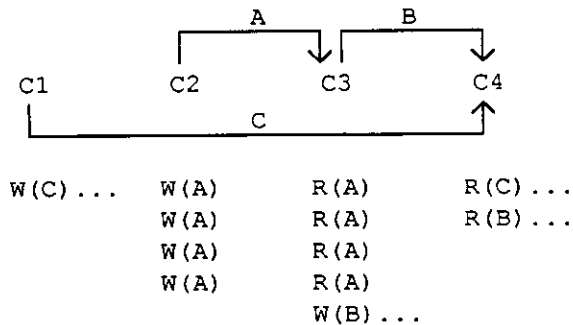 A B
C1 C2 C3 C4
C
W(C)... W(A) R(A) R(C)...
W(A) R(A) R(B)...
W(A) R(A)
W(A) R(A)
W(B)...